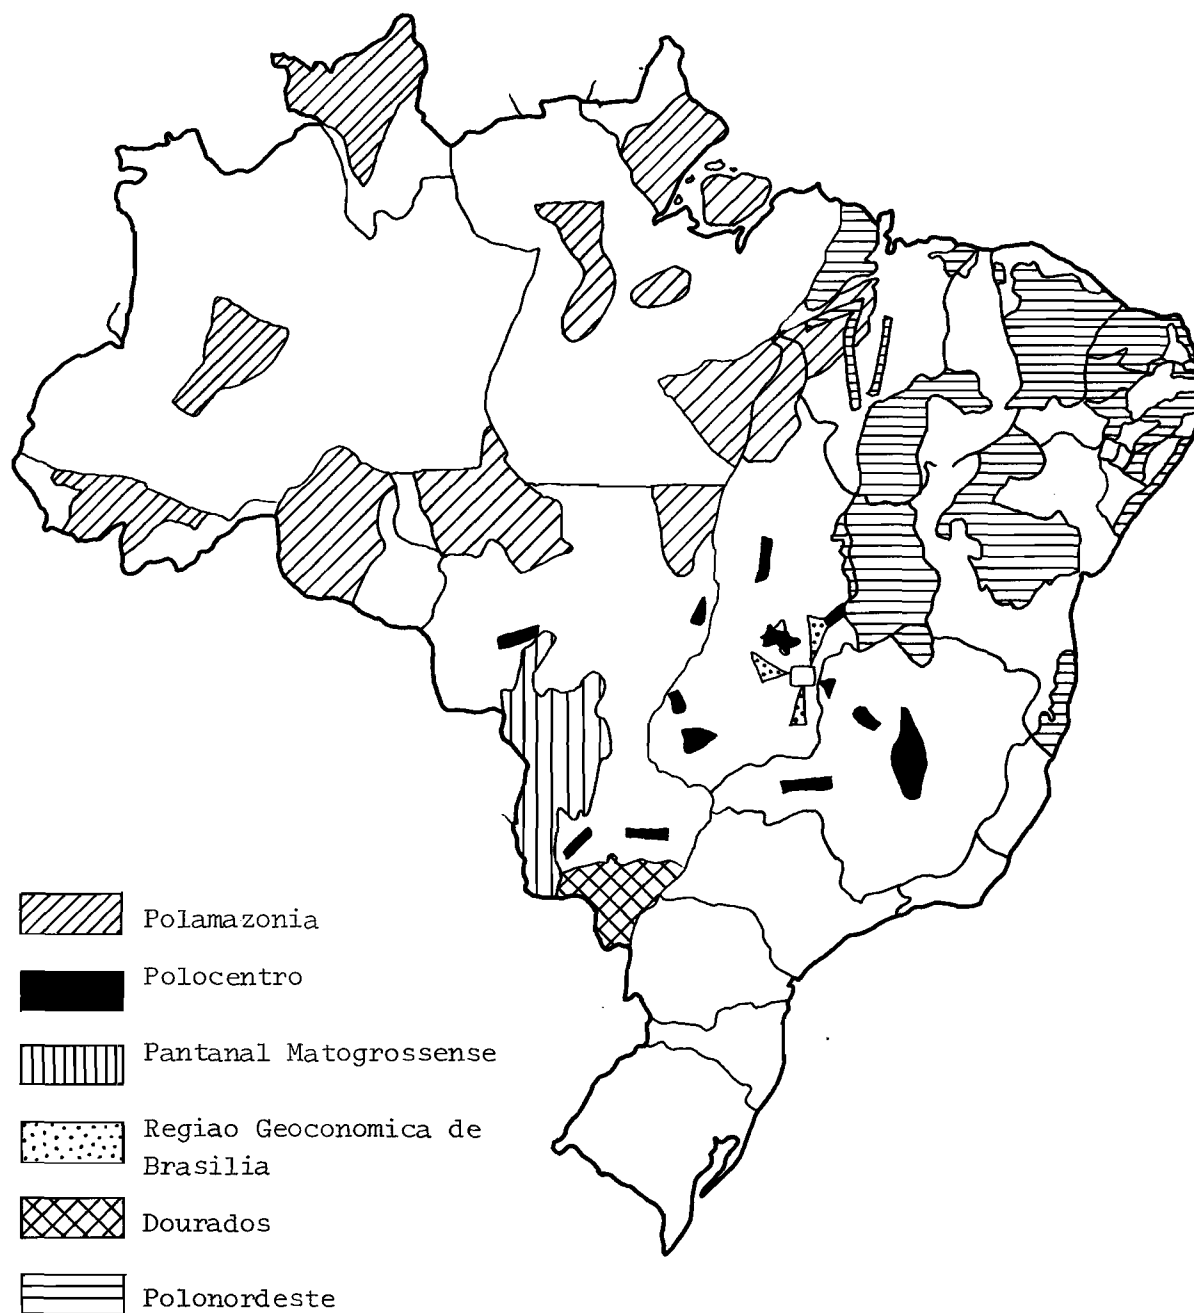 Polamazonia
Polocentro
Pantanal Matogrossense
Regiao Geoconomica de
Brasilia
Dourados
Polonordeste